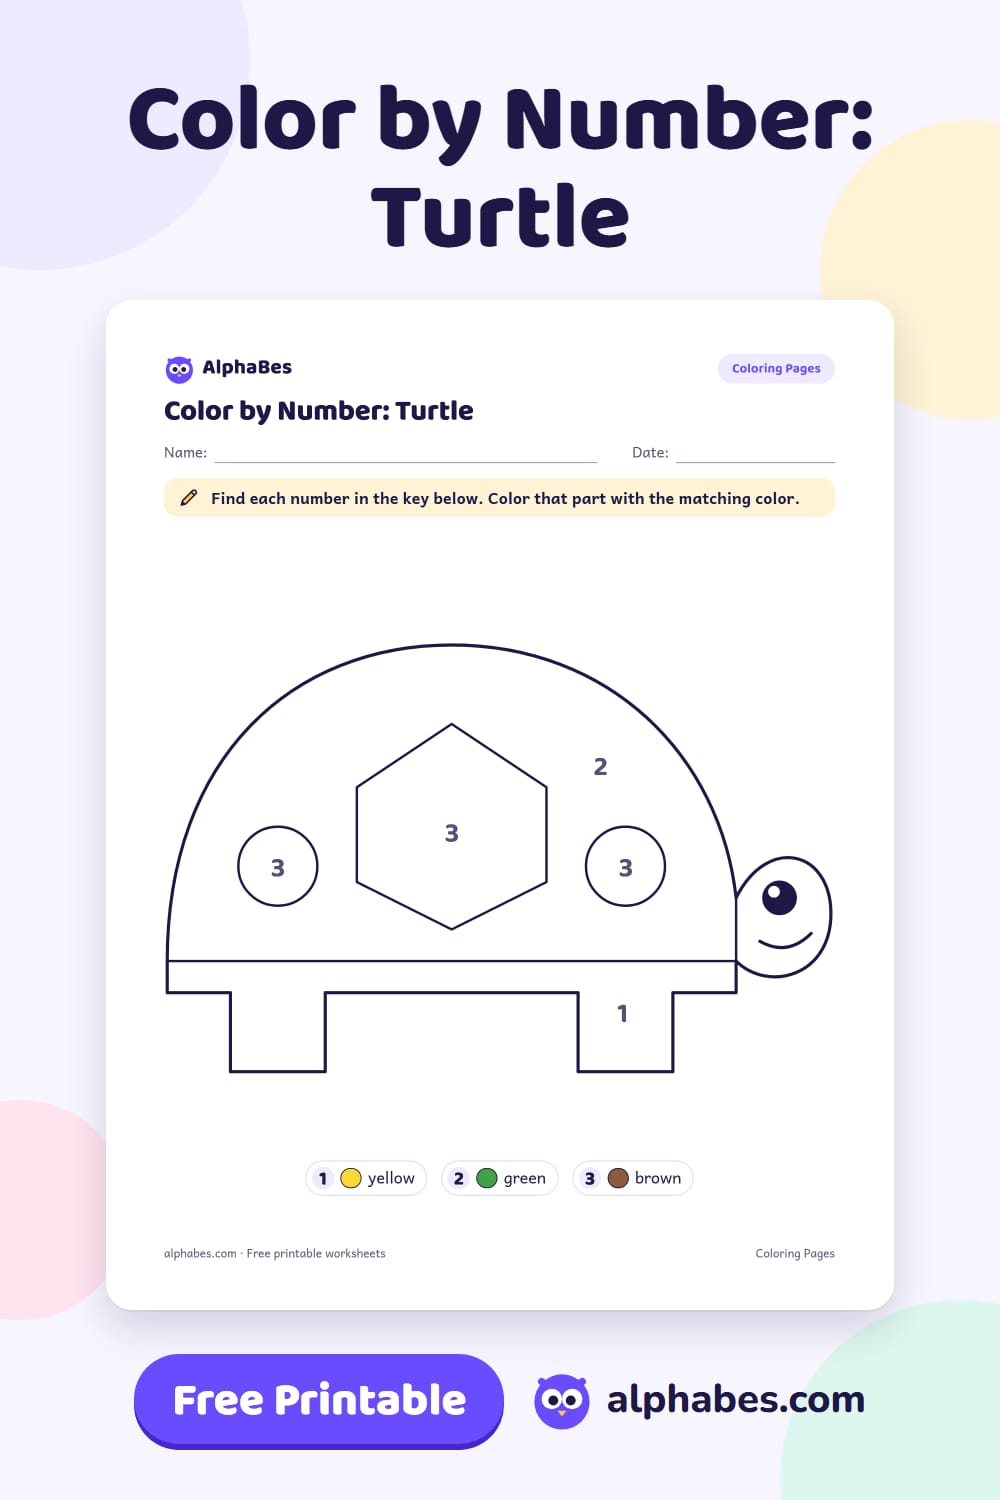 Color by Number:
Turtle
AlphaBes
Coloring Pages
Color by Number: Turtle
Name:
Date:
Find each number in the key below. Color that part with the matching color.
2
3
3
3
1
1 yellow
2 green
3 brown
alphabes.com · Free printable worksheets
Coloring Pages
Free Printable
alphabes.com